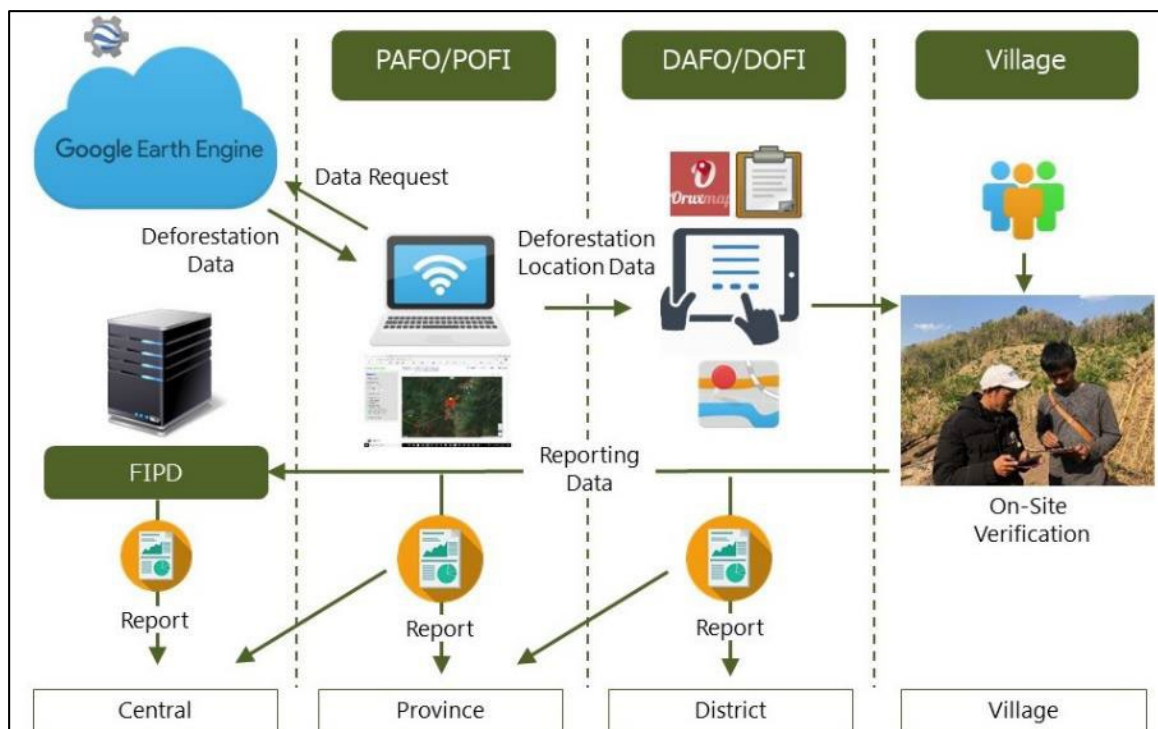 PAFO/POFI
DAFO/DOFI
Village
Google Earth Engine
Data Request
Deforestation
Data
Deforestation
Location Data
Oruxmap
FIPD
Reporting
Data
On-Site
Verification
Report
Report
Report
Central
Province
District
Village